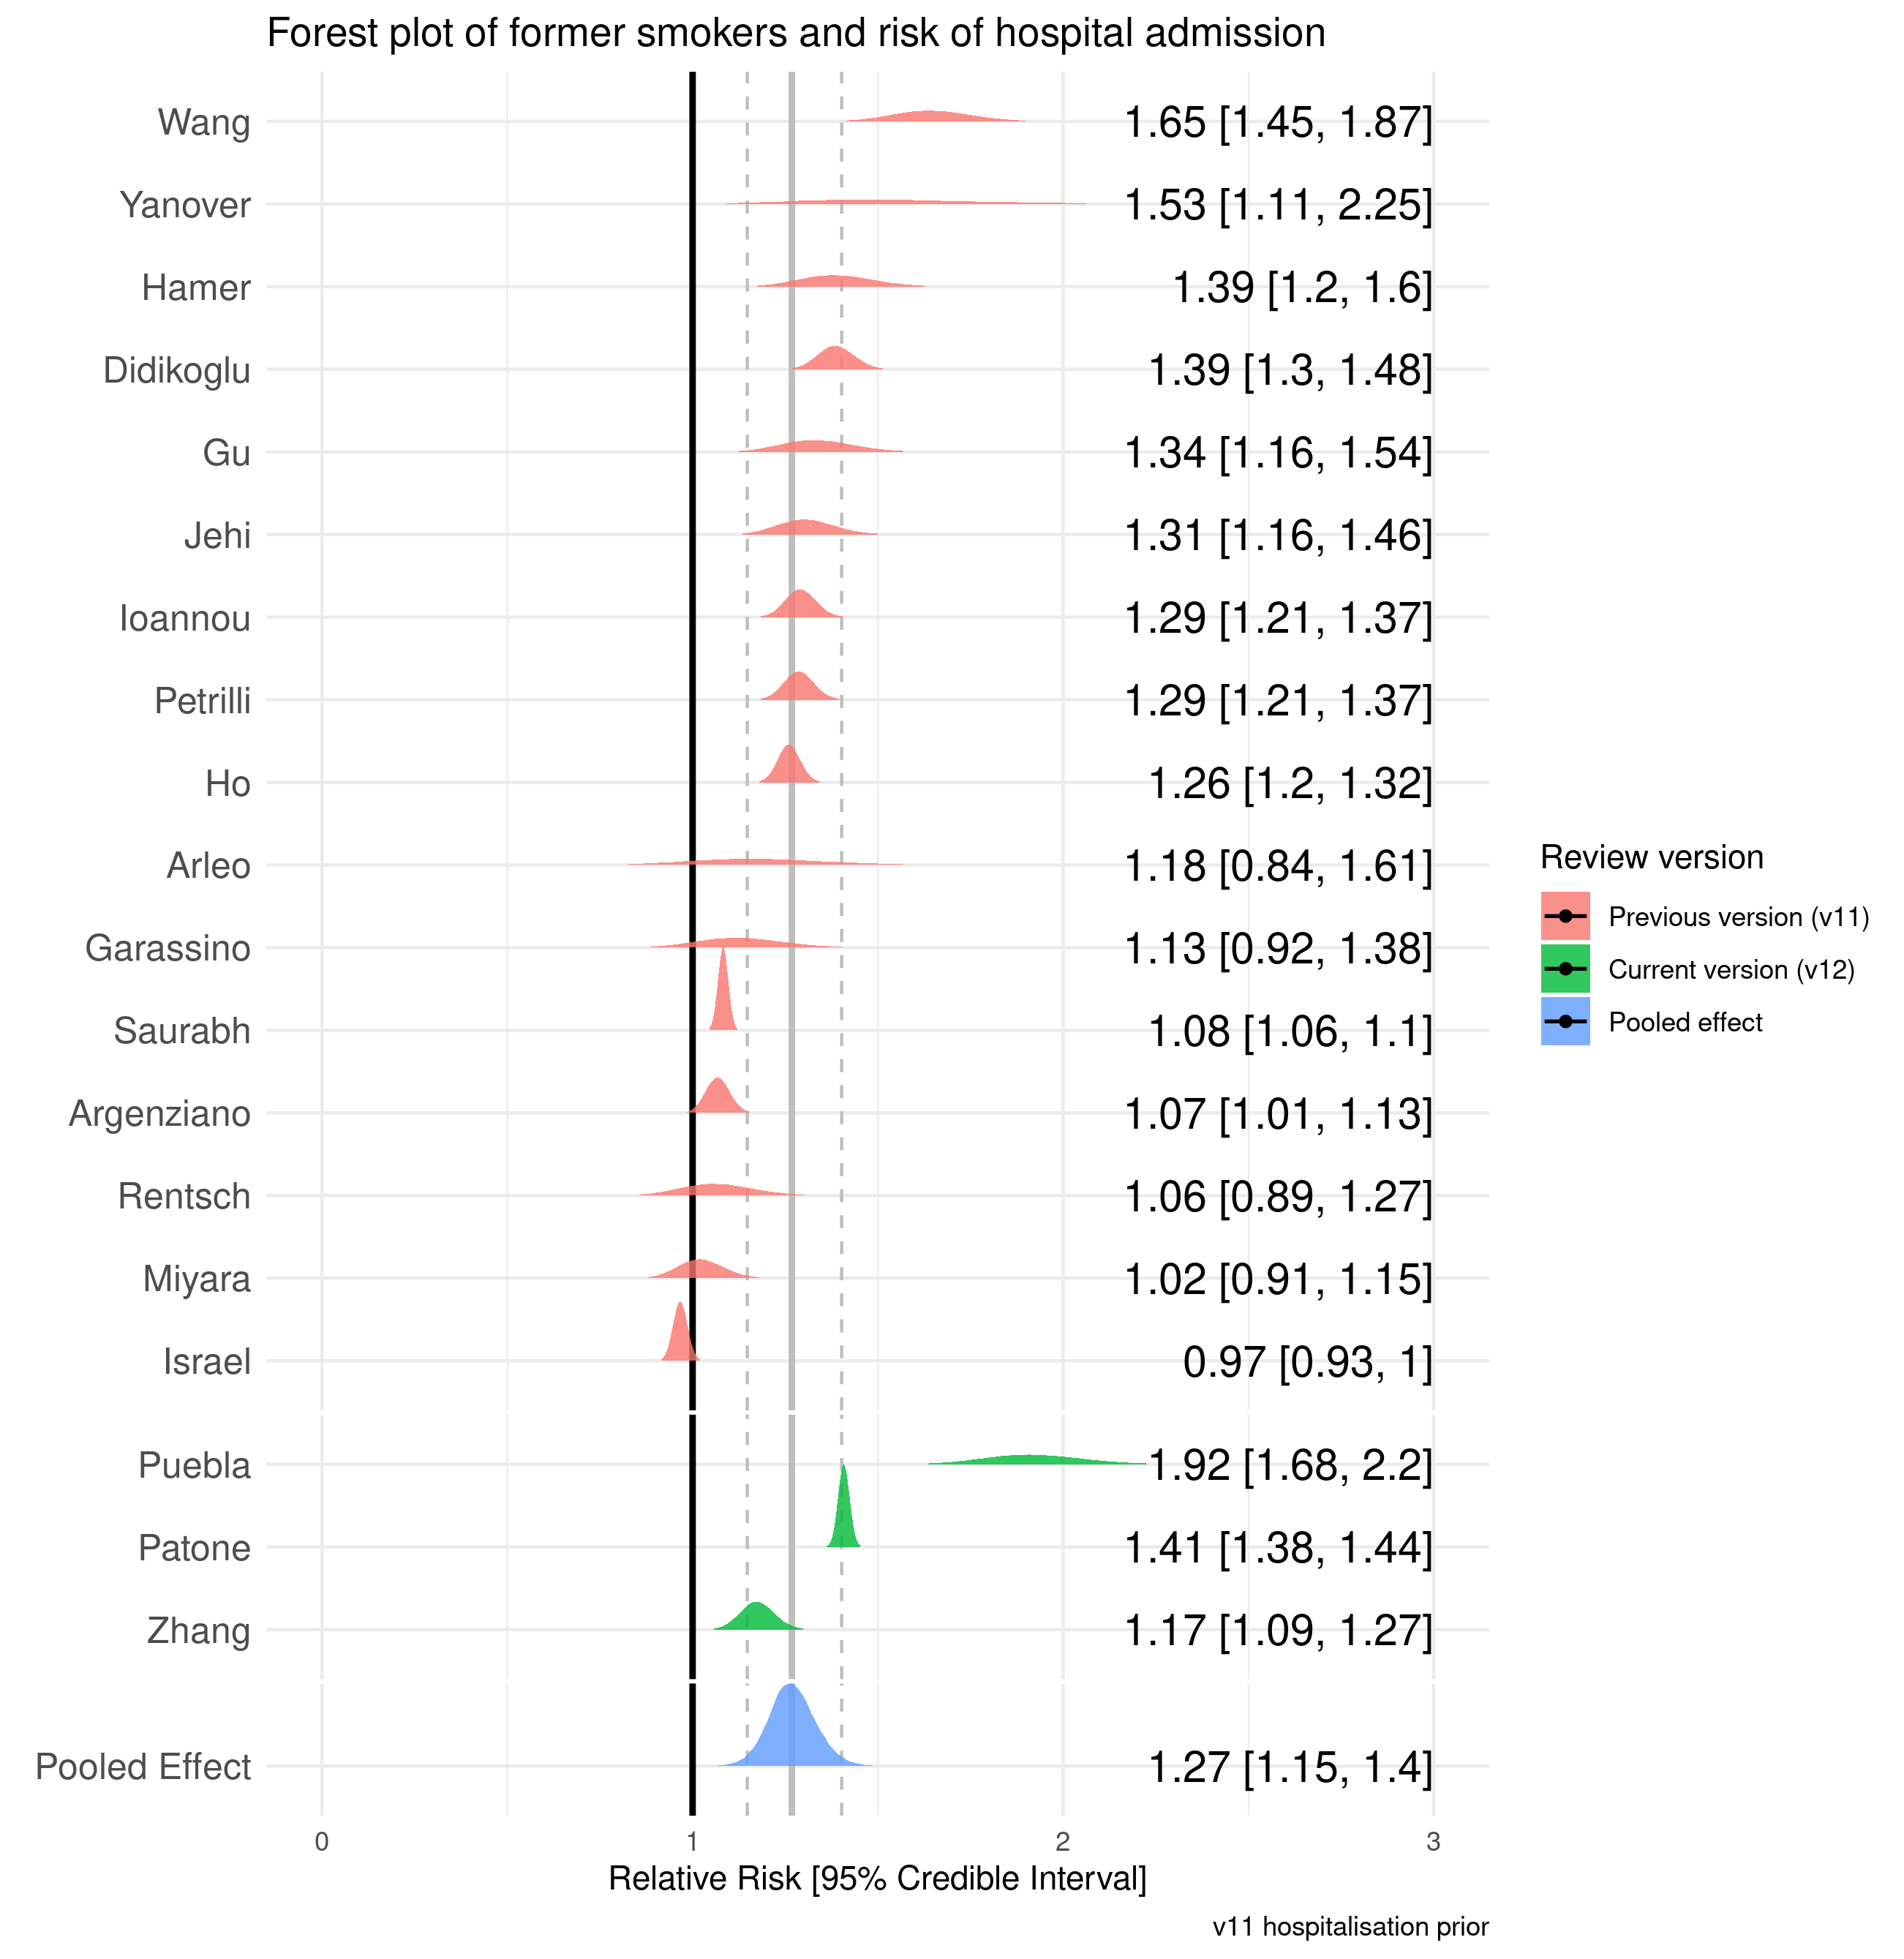 Forest plot of former smokers and risk of hospital admission
Wang 1.65 [1.45, 1.87]
Yanover 1.53 [1.11, 2.25]
Hamer 1.39 [1.2, 1.6]
Didikoglu 1.39 [1.3, 1.48]
Gu 1.34 [1.16, 1.54]
Jehi 1.31 [1.16, 1.46]
Ioannou 1.29 [1.21, 1.37]
Petrilli 1.29 [1.21, 1.37]
Ho 1.26 [1.2, 1.32]
Arleo 1.18 [0.84, 1.61]
Garassino 1.13 [0.92, 1.38]
Saurabh 1.08 [1.06, 1.1]
Argenziano 1.07 [1.01, 1.13]
Rentsch 1.06 [0.89, 1.27]
Miyara 1.02 [0.91, 1.15]
Israel 0.97 [0.93, 1]
Puebla 1.92 [1.68, 2.2]
Patone 1.41 [1.38, 1.44]
Zhang 1.17 [1.09, 1.27]
Pooled Effect 1.27 [1.15, 1.4]
0 1 2 3
Relative Risk [95% Credible Interval]
v11 hospitalisation prior
Review version
Previous version (v11)
Current version (v12)
Pooled effect